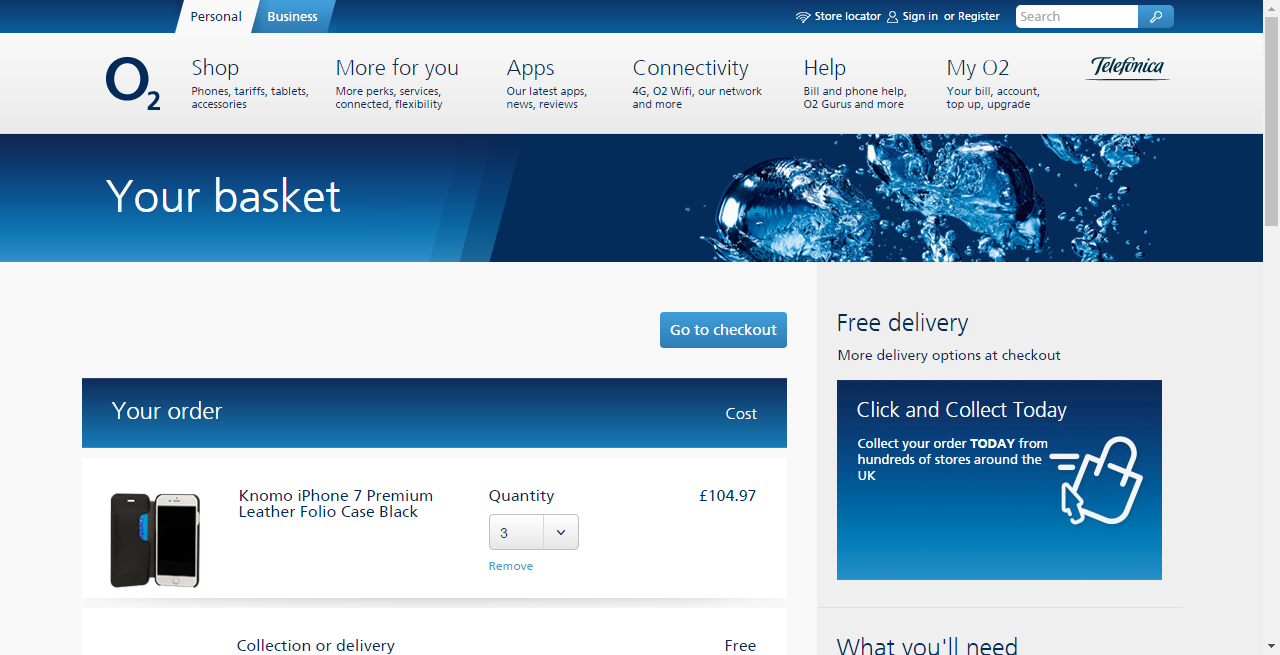 Personal
Business
Store locator
Sign in or Register
Search
O2
Shop
Phones, tariffs, tablets,
accessories
More for you
More perks, services,
connected, flexibility
Apps
Our latest apps,
news, reviews
Connectivity
4G, O2 Wifi, our network
and more
Help
Bill and phone help,
O2 Gurus and more
My O2
Your bill, account,
top up, upgrade
Telefónica
Your basket
Go to checkout
Your order
Cost
Knomo iPhone 7 Premium
Leather Folio Case Black
Quantity
3
Remove
£104.97
Collection or delivery
Free
Free delivery
More delivery options at checkout
Click and Collect Today
Collect your order TODAY from
hundreds of stores around the
UK
What you'll need